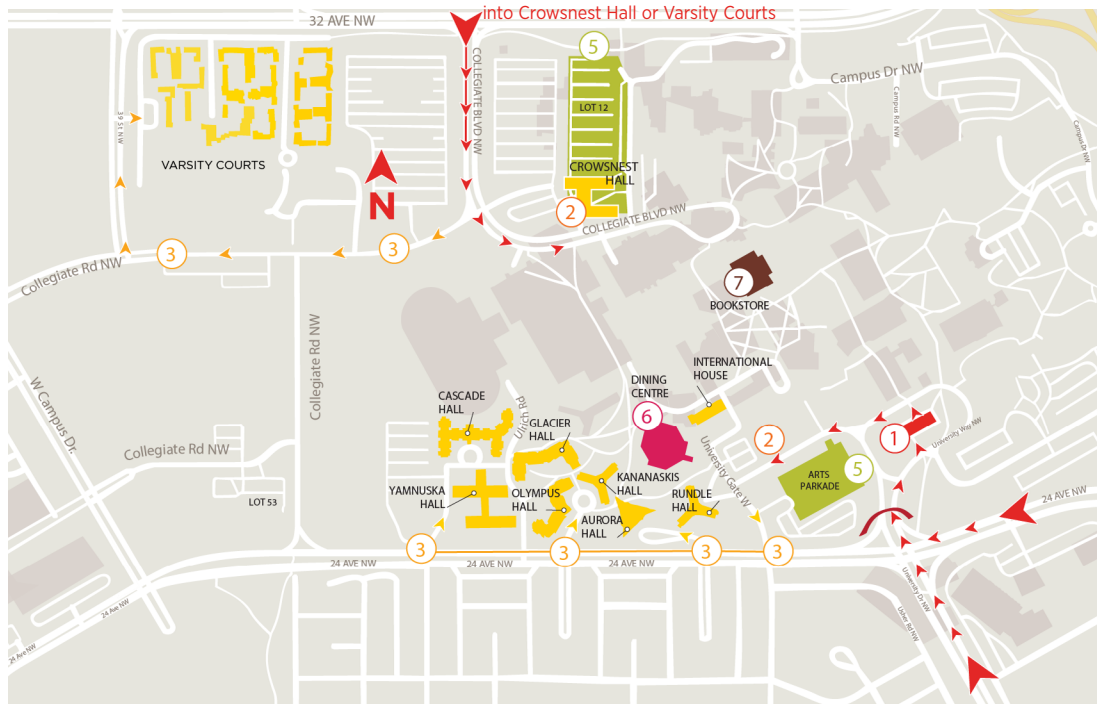 into Crowsnest Hall or Varsity Courts
32 AVE NW
5
COLLEGIATE BLVD NW
LOT 12
Campus Dr NW
Campus Rd NW
Campus Dr NW
39 St NW
VARSITY COURTS
N
CROWSNEST
HALL
2
COLLEGIATE BLVD NW
3
3
Collegiate Rd NW
7
BOOKSTORE
Collegiate Rd NW
W Campus Dr.
INTERNATIONAL
HOUSE
DINING
CENTRE
6
CASCADE
HALL
Ulrich Rd
GLACIER
HALL
University Gate W
2
1
University Way NW
Collegiate Rd NW
LOT 53
YAMNUSKA
HALL
OLYMPUS
HALL
KANANASKIS
HALL
AURORA
HALL
RUNDLE
HALL
ARTS
PARKADE
5
24 AVE NW
3
3
3
3
24 AVE NW
24 AVE NW
24 AVE NW
24 Ave NW
24 Ave NW
University Dr NW
Usher Rd NW